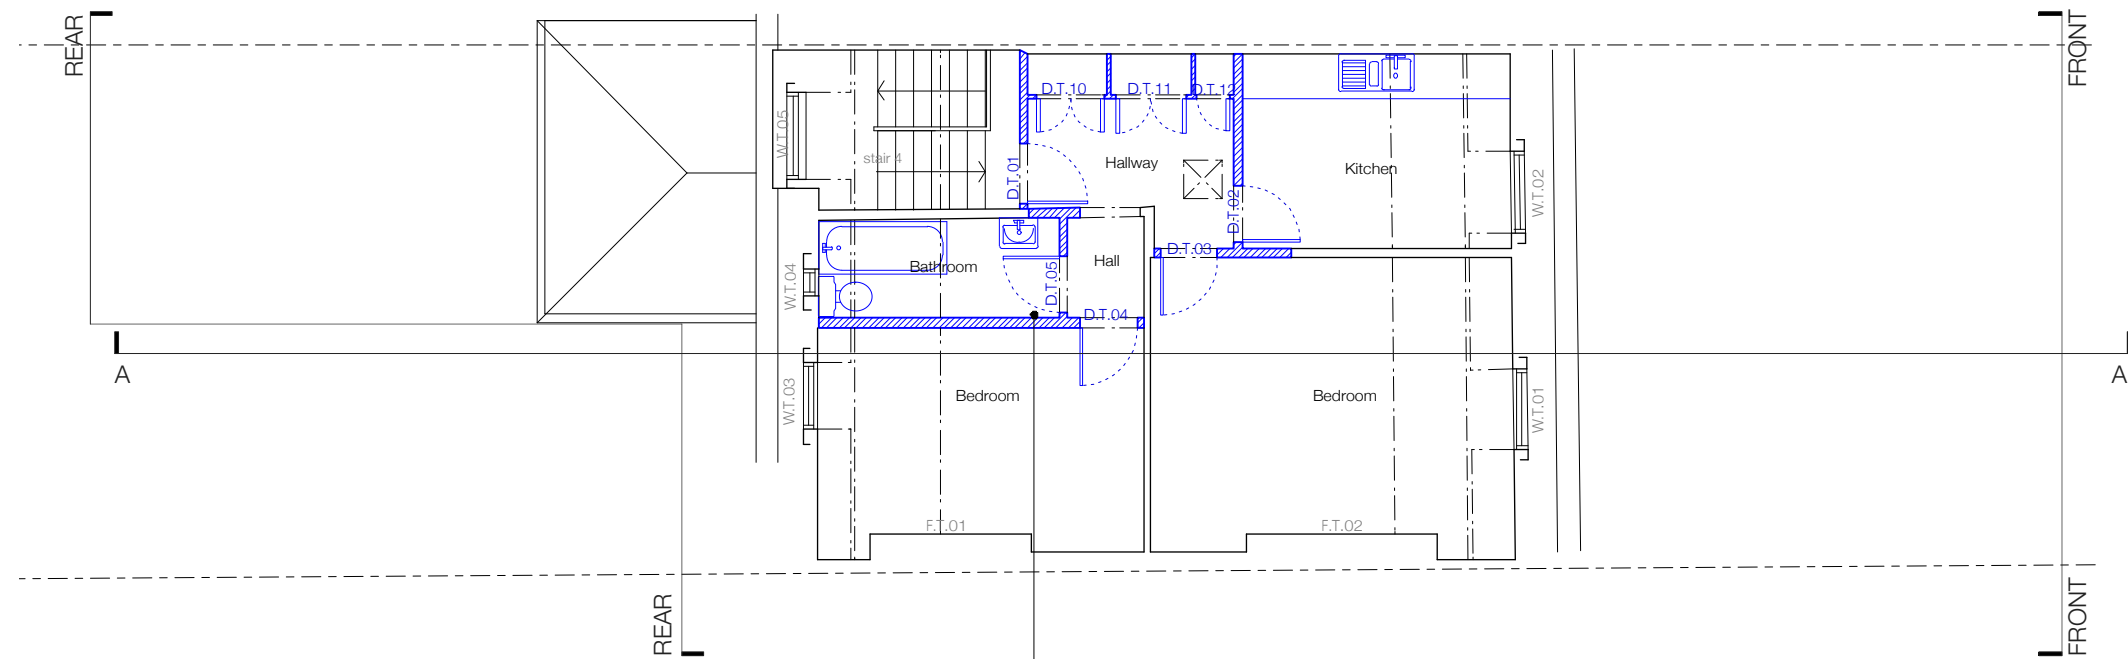 REAR
FRONT
D.T.10
D.T.11
D.T.12
W.T.05
stair 4
D.T.01
Hallway
Kitchen
D.T.02
W.T.02
D.T.03
Bathroom
Hall
D.T.05
W.T.04
D.T.04
A
A
W.T.03
Bedroom
Bedroom
W.T.01
F.T.01
F.T.02
REAR
FRONT